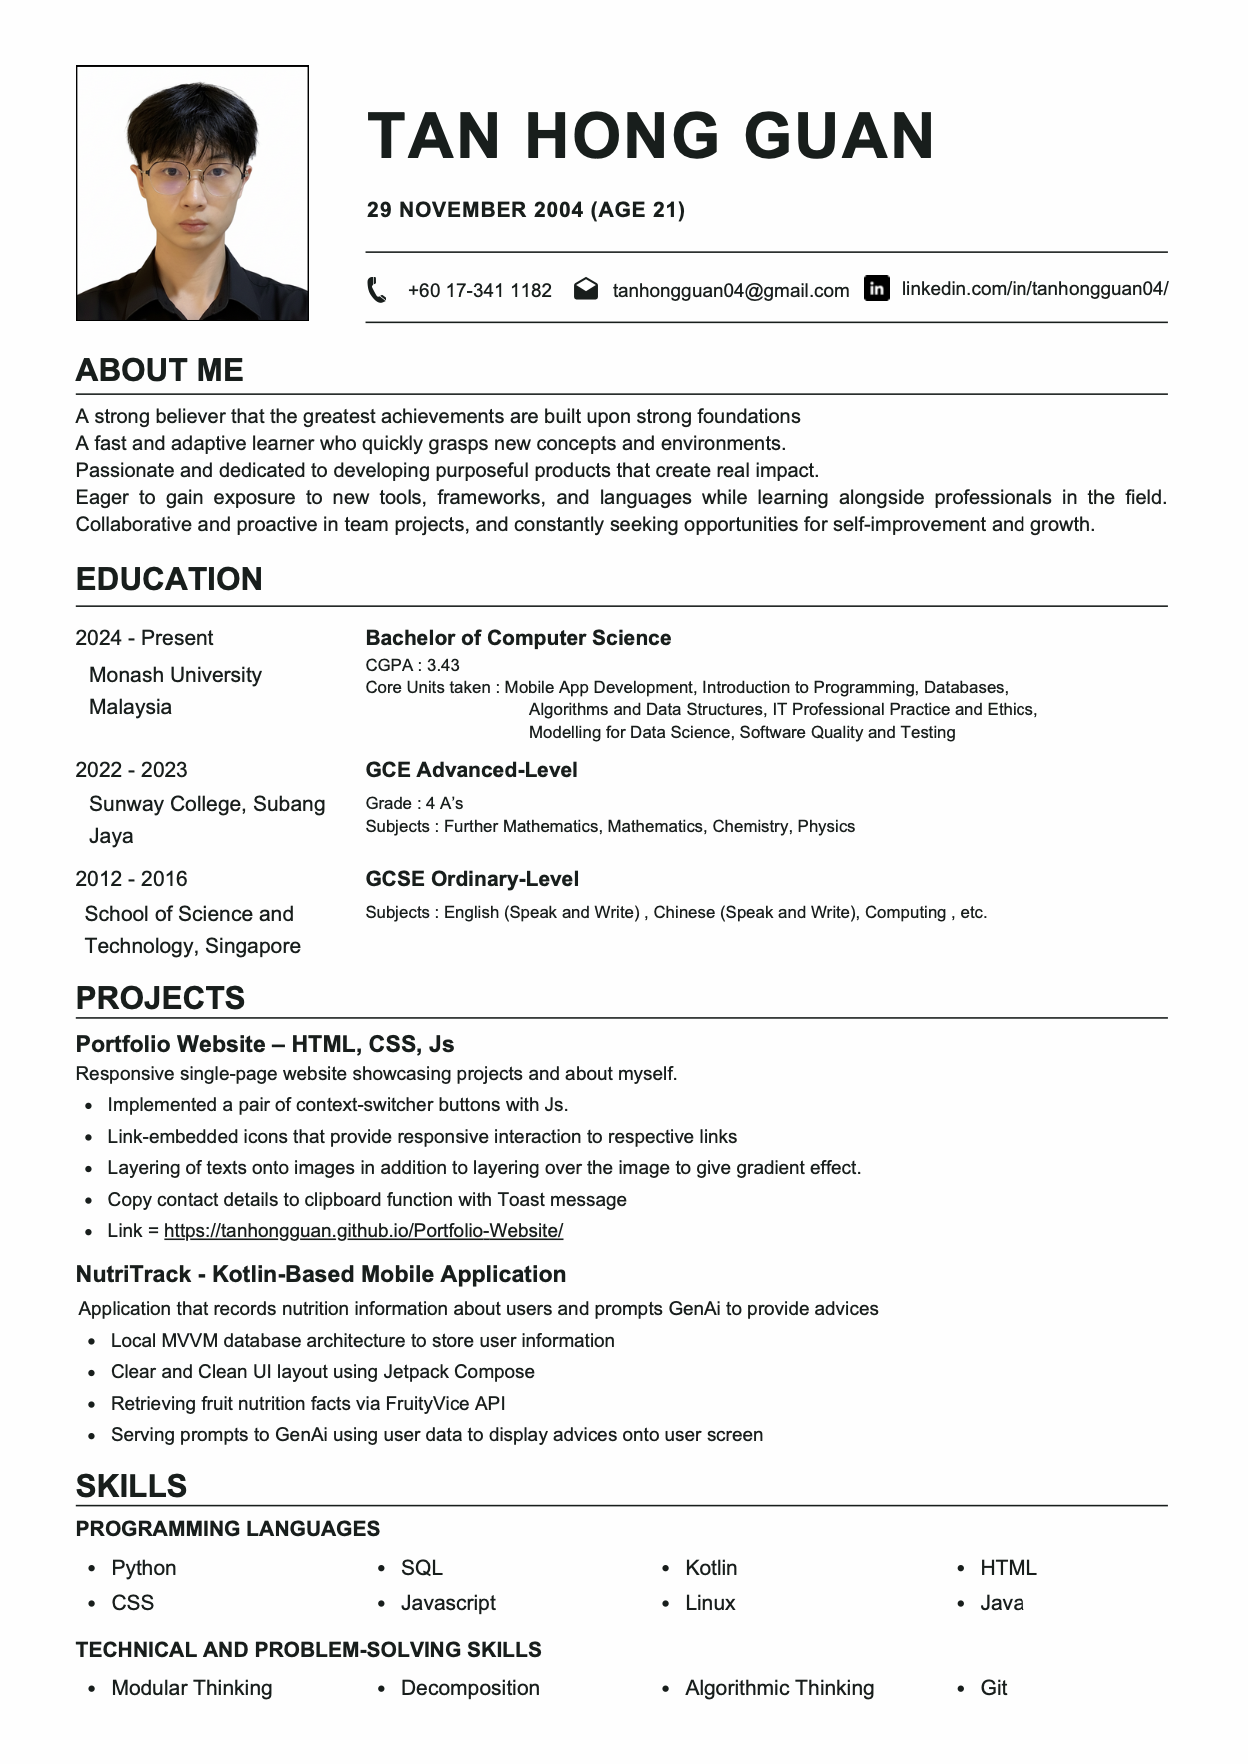 TAN HONG GUAN
29 NOVEMBER 2004 (AGE 21)
+60 17-341 1182 tanhongguan04@gmail.com in linkedin.com/in/tanhongguan04/
ABOUT ME
A strong believer that the greatest achievements are built upon strong foundations
A fast and adaptive learner who quickly grasps new concepts and environments.
Passionate and dedicated to developing purposeful products that create real impact.
Eager to gain exposure to new tools, frameworks, and languages while learning alongside professionals in the field.
Collaborative and proactive in team projects, and constantly seeking opportunities for self-improvement and growth.
EDUCATION
2024 - Present
Monash University
Malaysia
Bachelor of Computer Science
CGPA : 3.43
Core Units taken : Mobile App Development, Introduction to Programming, Databases,
Algorithms and Data Structures, IT Professional Practice and Ethics,
Modelling for Data Science, Software Quality and Testing
2022 - 2023
Sunway College, Subang
Jaya
GCE Advanced-Level
Grade : 4 A’s
Subjects : Further Mathematics, Mathematics, Chemistry, Physics
2012 - 2016
School of Science and
Technology, Singapore
GCSE Ordinary-Level
Subjects : English (Speak and Write) , Chinese (Speak and Write), Computing , etc.
PROJECTS
Portfolio Website – HTML, CSS, Js
Responsive single-page website showcasing projects and about myself.
• Implemented a pair of context-switcher buttons with Js.
• Link-embedded icons that provide responsive interaction to respective links
• Layering of texts onto images in addition to layering over the image to give gradient effect.
• Copy contact details to clipboard function with Toast message
• Link = https://tanhongguan.github.io/Portfolio-Website/
NutriTrack - Kotlin-Based Mobile Application
Application that records nutrition information about users and prompts GenAi to provide advices
• Local MVVM database architecture to store user information
• Clear and Clean UI layout using Jetpack Compose
• Retrieving fruit nutrition facts via FruityVice API
• Serving prompts to GenAi using user data to display advices onto user screen
SKILLS
PROGRAMMING LANGUAGES
• Python • SQL • Kotlin • HTML
• CSS • Javascript • Linux • Java
TECHNICAL AND PROBLEM-SOLVING SKILLS
• Modular Thinking • Decomposition • Algorithmic Thinking • Git